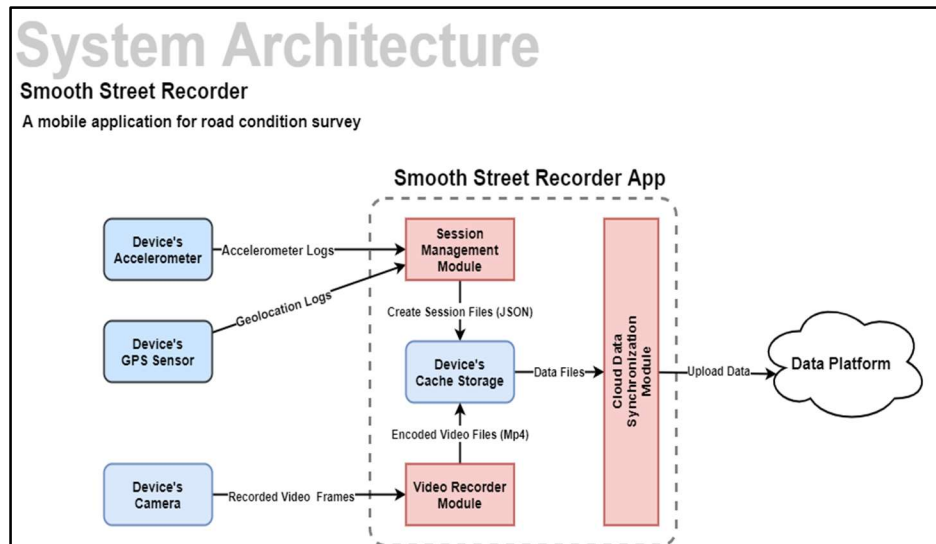 System Architecture
Smooth Street Recorder
A mobile application for road condition survey
Smooth Street Recorder App
Device's
Accelerometer
Accelerometer Logs
Session
Management
Module
Geolocation Logs
Device's
GPS Sensor
Create Session Files (JSON)
Device's
Cache Storage
Data Files
Cloud Data
Synchronization
Module
Upload Data
Data Platform
Encoded Video Files (Mp4)
Device's
Camera
Recorded Video Frames
Video Recorder
Module